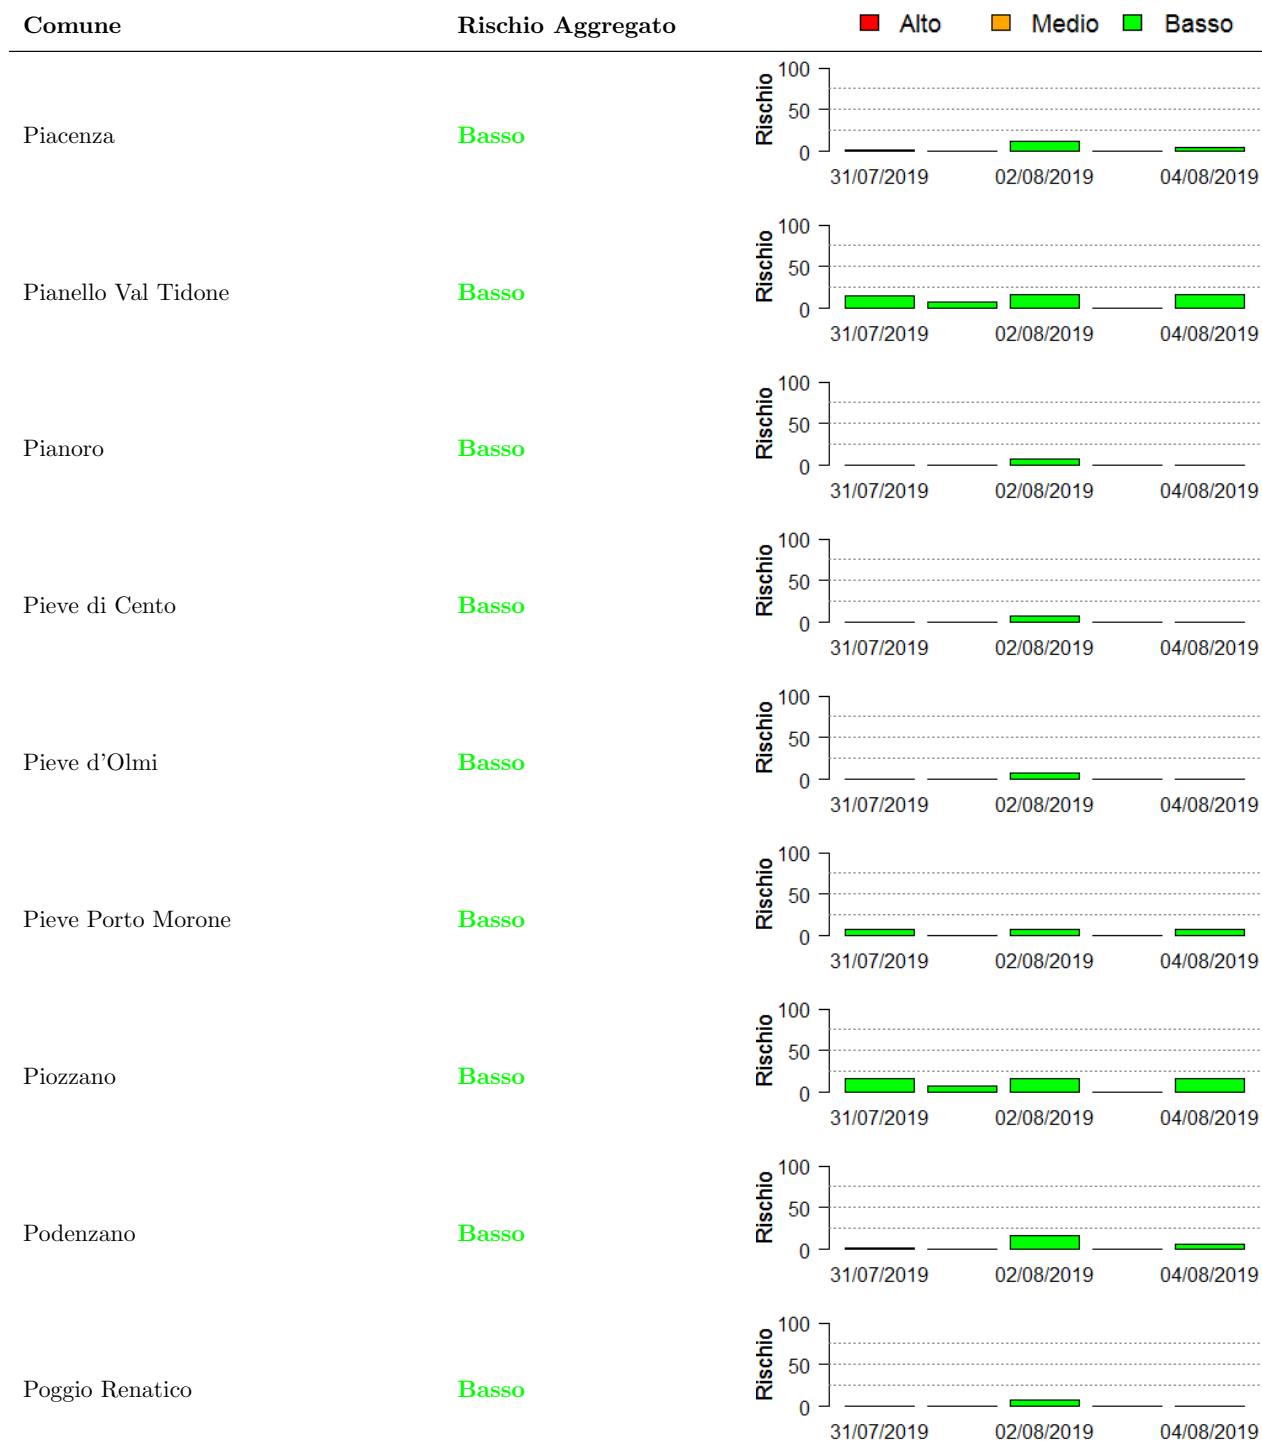 Comune Rischio Aggregato Alto Medio Basso
Piacenza Basso Rischio 100 50 0
31/07/2019 02/08/2019 04/08/2019
Pianello Val Tidone Basso Rischio 100 50 0
31/07/2019 02/08/2019 04/08/2019
Pianoro Basso Rischio 100 50 0
31/07/2019 02/08/2019 04/08/2019
Pieve di Cento Basso Rischio 100 50 0
31/07/2019 02/08/2019 04/08/2019
Pieve d'Olmi Basso Rischio 100 50 0
31/07/2019 02/08/2019 04/08/2019
Pieve Porto Morone Basso Rischio 100 50 0
31/07/2019 02/08/2019 04/08/2019
Piozzano Basso Rischio 100 50 0
31/07/2019 02/08/2019 04/08/2019
Podenzano Basso Rischio 100 50 0
31/07/2019 02/08/2019 04/08/2019
Poggio Renatico Basso Rischio 100 50 0
31/07/2019 02/08/2019 04/08/2019